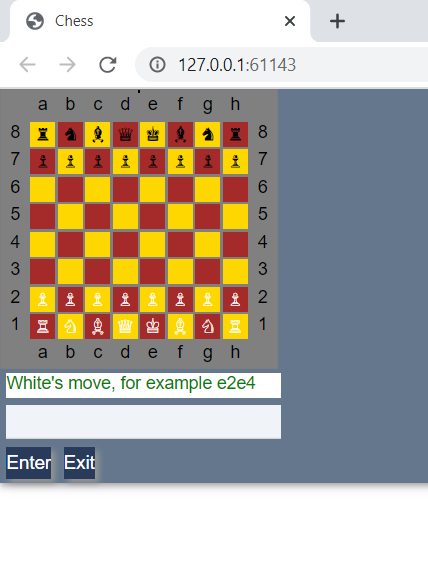 Chess
127.0.0.1:61143
a b c d e f g h
8 ♜ ♞ ♝ ♛ ♚ ♝ ♞ ♜ 8
7 ♟ ♟ ♟ ♟ ♟ ♟ ♟ ♟ 7
6 6
5 5
4 4
3 3
2 ♙ ♙ ♙ ♙ ♙ ♙ ♙ ♙ 2
1 ♖ ♘ ♗ ♕ ♔ ♗ ♘ ♖ 1
a b c d e f g h
White's move, for example e2e4
Enter Exit